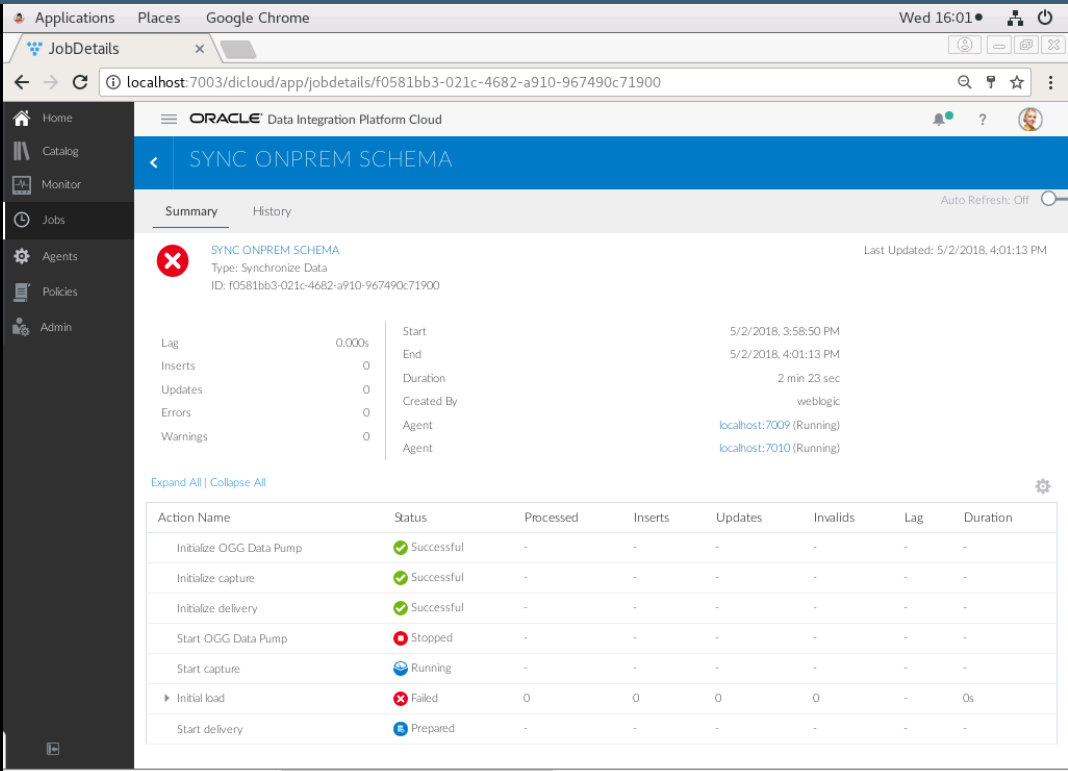 Applications Places Google Chrome Wed 16:01
JobDetails
localhost:7003/dicloud/app/jobdetails/f0581bb3-021c-4682-a910-967490c71900
Home
ORACLE Data Integration Platform Cloud ?
Catalog
SYNC ONPREM SCHEMA
Monitor
Auto Refresh: Off
Jobs
Summary History
Agents
SYNC ONPREM SCHEMA Last Updated: 5/2/2018, 4:01:13 PM
Type: Synchronize Data
ID: f0581bb3-021c-4682-a910-967490c71900
Policies
Admin
Lag 0.000s
Inserts 0
Updates 0
Errors 0
Warnings 0
Start 5/2/2018, 3:58:50 PM
End 5/2/2018, 4:01:13 PM
Duration 2 min 23 sec
Created By weblogic
Agent localhost:7009 (Running)
Agent localhost:7010 (Running)
Expand All | Collapse All
Action Name Status Processed Inserts Updates Invalids Lag Duration
Initialize OGG Data Pump Successful - - - - - -
Initialize capture Successful - - - - - -
Initialize delivery Successful - - - - - -
Start OGG Data Pump Stopped - - - - - -
Start capture Running - - - - - -
Initial load Failed 0 0 0 0 - 0s
Start delivery Prepared - - - - - -